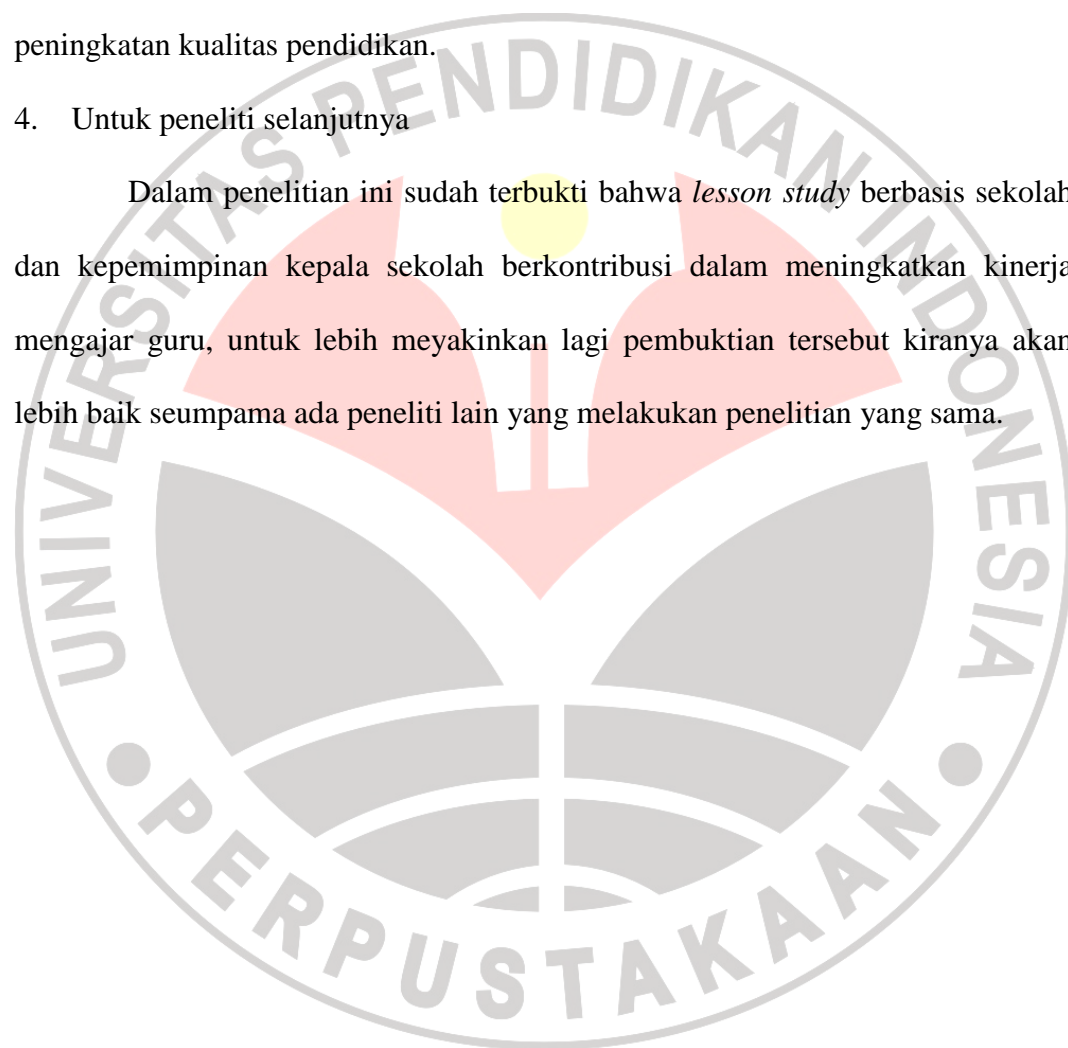 peningkatan kualitas pendidikan.
4. Untuk peneliti selanjutnya
Dalam penelitian ini sudah terbukti bahwa lesson study berbasis sekolah
dan kepemimpinan kepala sekolah berkontribusi dalam meningkatkan kinerja
mengajar guru, untuk lebih meyakinkan lagi pembuktian tersebut kiranya akan
lebih baik seumpama ada peneliti lain yang melakukan penelitian yang sama.
UNIVERSITAS PENDIDIKAN INDONESIA
PERPUSTAKAAN